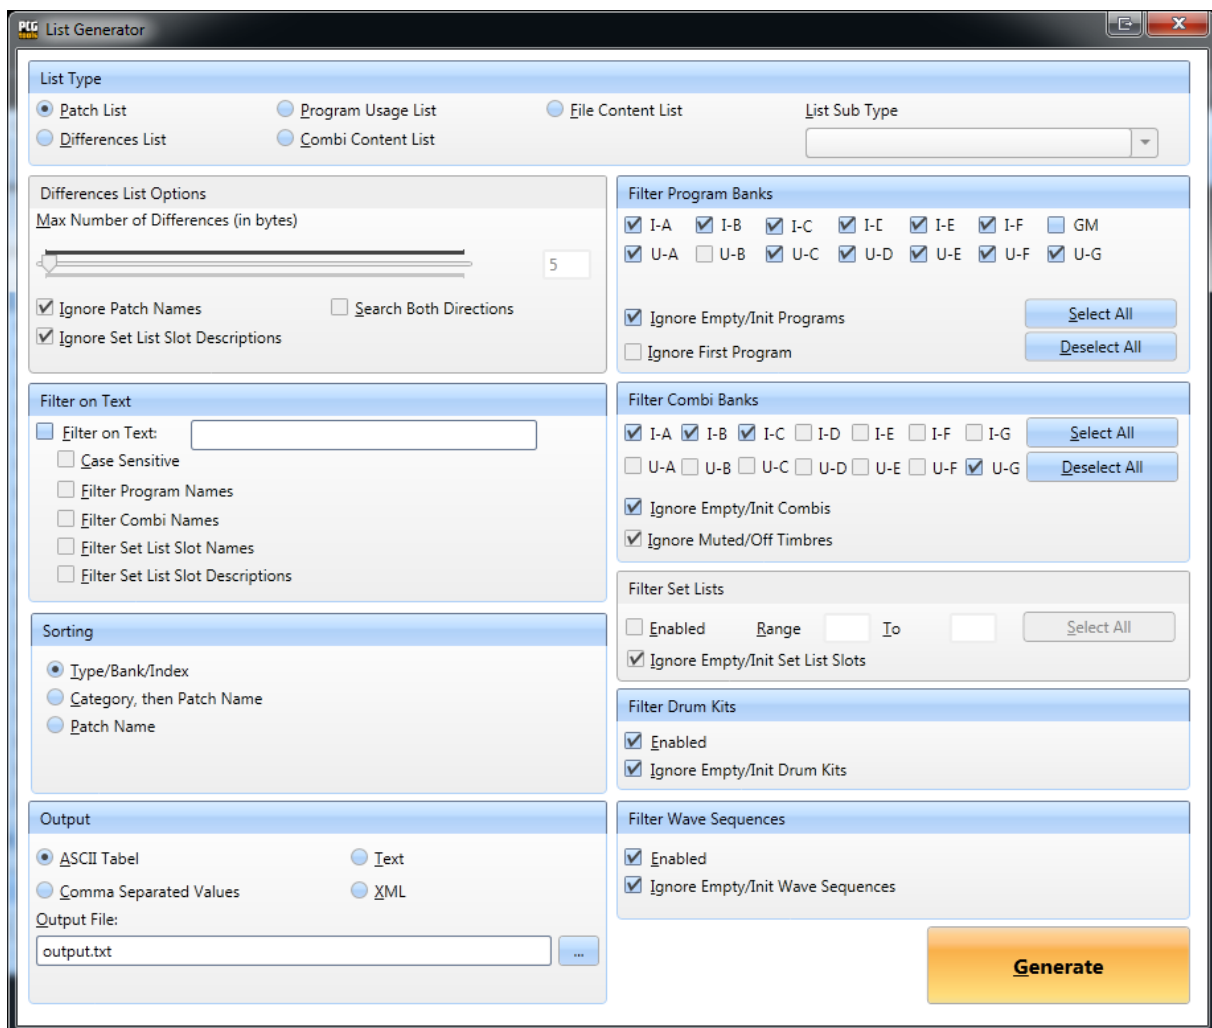 PCG Tools List Generator
List Type
Patch List
Program Usage List
File Content List
List Sub Type
Differences List
Combi Content List
Differences List Options
Max Number of Differences (in bytes)
5
Ignore Patch Names
Search Both Directions
Ignore Set List Slot Descriptions
Filter Program Banks
I-A I-B I-C I-D I-E I-F GM
U-A U-B U-C U-D U-E U-F U-G
Ignore Empty/Init Programs
Select All
Ignore First Program
Deselect All
Filter on Text
Filter on Text:
Case Sensitive
Filter Program Names
Filter Combi Names
Filter Set List Slot Names
Filter Set List Slot Descriptions
Filter Combi Banks
I-A I-B I-C I-D I-E I-F I-G
Select All
U-A U-B U-C U-D U-E U-F U-G
Deselect All
Ignore Empty/Init Combis
Ignore Muted/Off Timbres
Filter Set Lists
Enabled Range To
Select All
Ignore Empty/Init Set List Slots
Sorting
Type/Bank/Index
Category, then Patch Name
Patch Name
Filter Drum Kits
Enabled
Ignore Empty/Init Drum Kits
Output
ASCII Tabel
Text
Comma Separated Values
XML
Output File:
output.txt
...
Filter Wave Sequences
Enabled
Ignore Empty/Init Wave Sequences
Generate